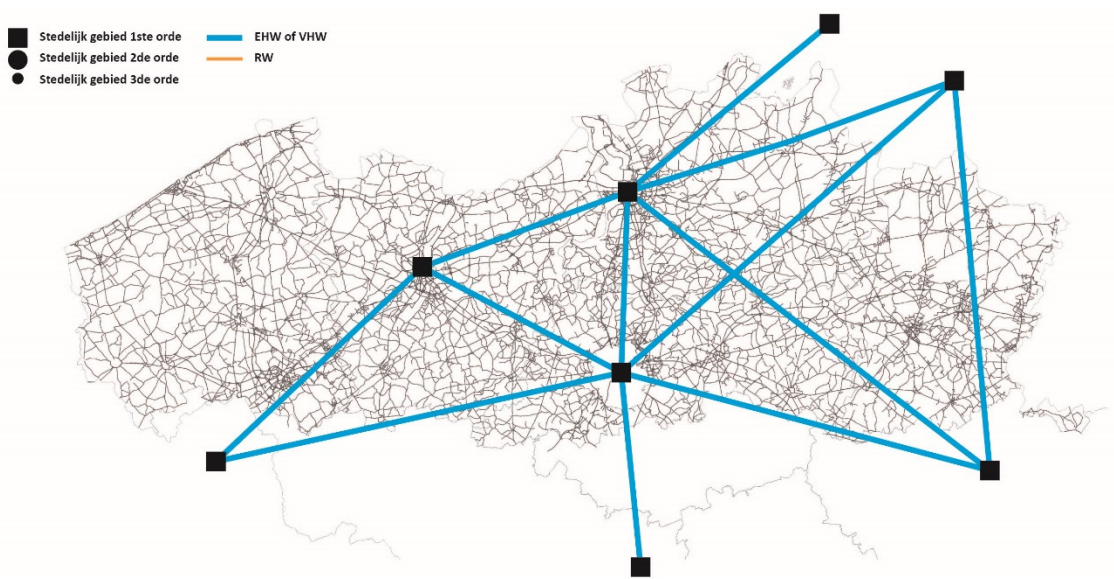 Stedelijk gebied 1ste orde
EHW of VHW
Stedelijk gebied 2de orde
RW
Stedelijk gebied 3de orde